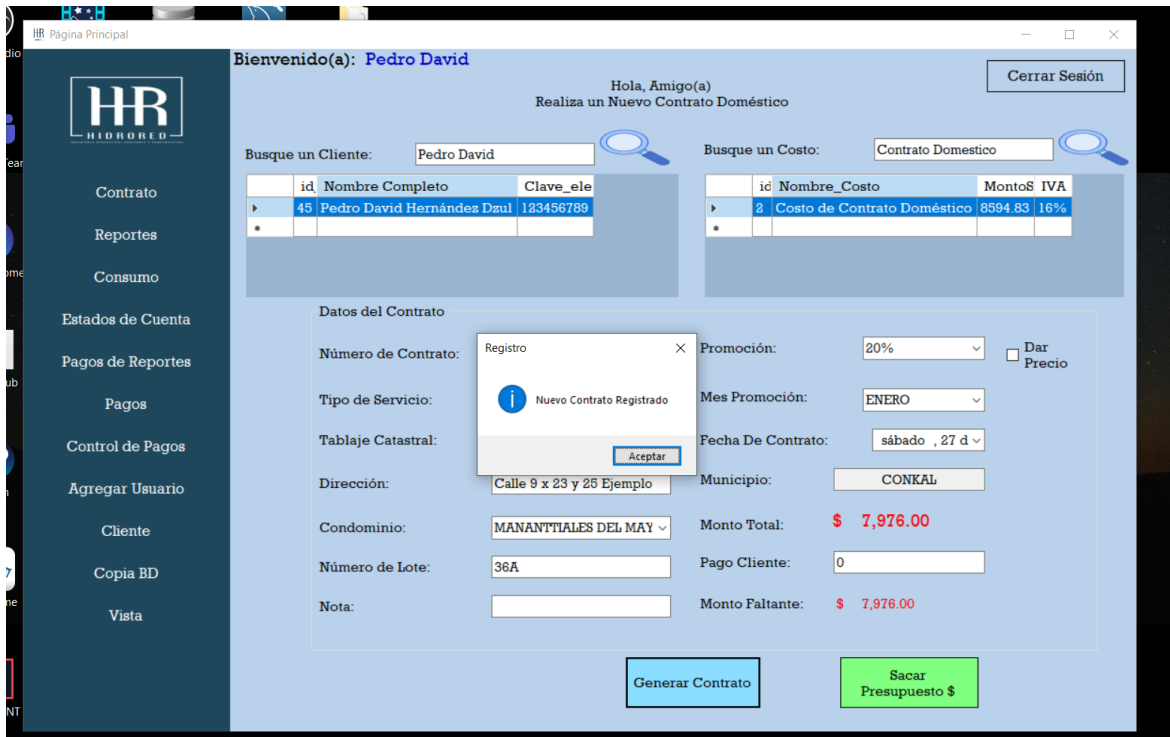 HR Página Principal
dio
Bienvenido(a): Pedro David
Hola, Amigo(a)
Realiza un Nuevo Contrato Doméstico
Cerrar Sesión
HR
HIDRORED
Contrato
Reportes
Consumo
Estados de Cuenta
Pagos de Reportes
Pagos
Control de Pagos
Agregar Usuario
Cliente
Copia BD
Vista
Busque un Cliente: Pedro David
id Nombre Completo Clave_ele
45 Pedro David Hernández Dzul 123456789
Busque un Costo: Contrato Domestico
id Nombre_Costo MontoS IVA
2 Costo de Contrato Doméstico 8594.83 16%
Datos del Contrato
Número de Contrato:
Tipo de Servicio:
Tablaje Catastral:
Dirección: Calle 9 x 23 y 25 Ejemplo
Condominio: MANANTTIALES DEL MAY
Número de Lote: 36A
Nota:
Registro
Nuevo Contrato Registrado
Aceptar
Promoción: 20%
Dar
Precio
Mes Promoción: ENERO
Fecha De Contrato: sábado , 27 d
Municipio: CONKAL
Monto Total: $ 7,976.00
Pago Cliente: 0
Monto Faltante: $ 7,976.00
Generar Contrato
Sacar
Presupuesto $